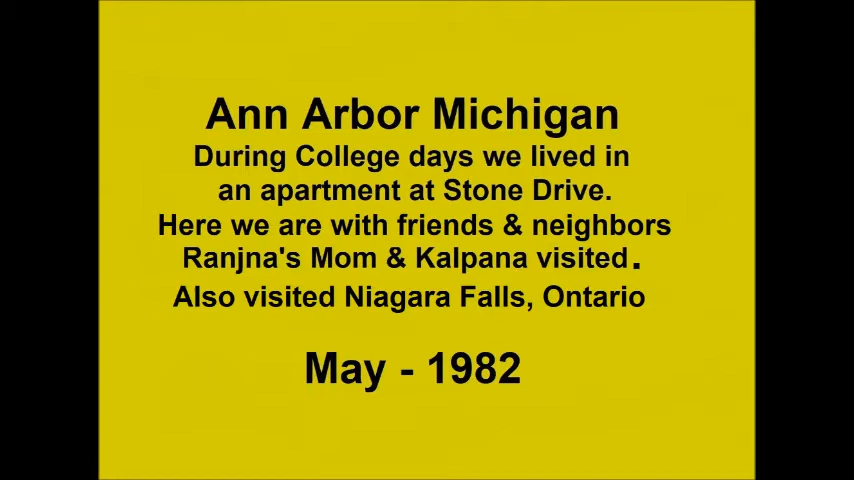 Ann Arbor Michigan
During College days we lived in
an apartment at Stone Drive.
Here we are with friends & neighbors
Ranjna's Mom & Kalpana visited.
Also visited Niagara Falls, Ontario
May - 1982